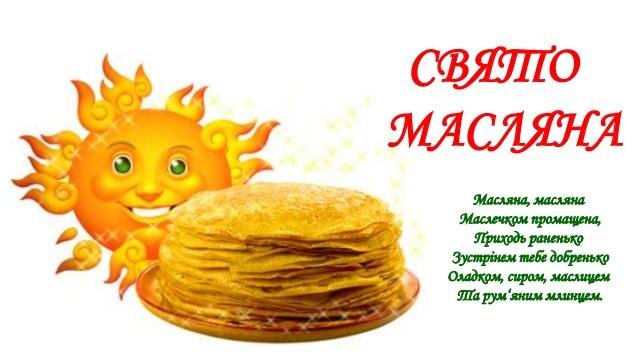 СВЯТО
МАСЛЯНА
Масляна, масляна
Маслечком промащена,
Приходь раненько
Зустрінем тебе добренько
Оладком, сиром, маслицем
Та рум‘яним млинцем.